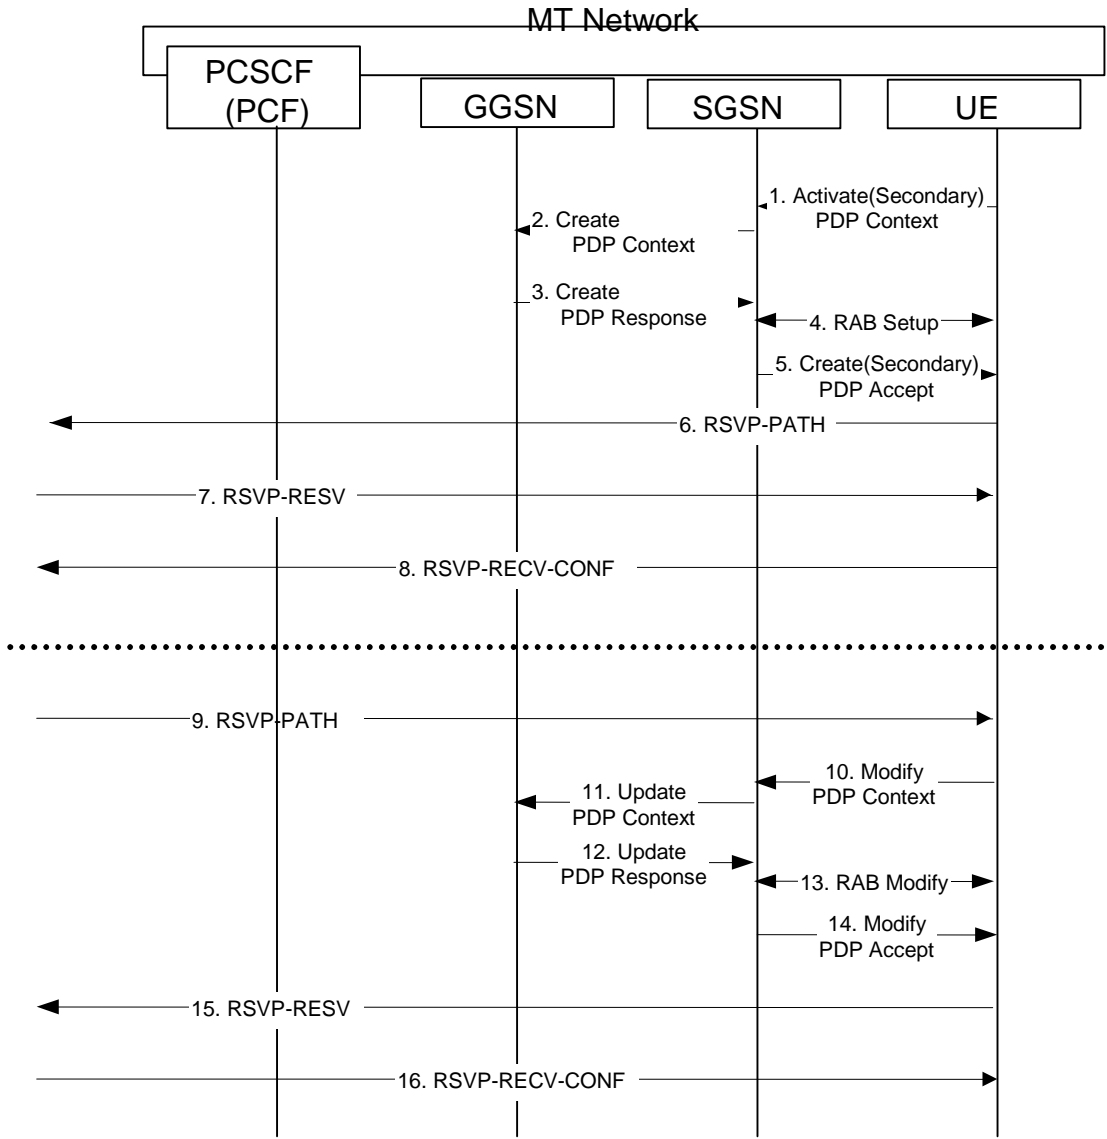 MT Network
PCSCF
(PCF)
GGSN
SGSN
UE
1. Activate(Secondary)
PDP Context
2. Create
PDP Context
3. Create
PDP Response
4. RAB Setup
5. Create(Secondary)
PDP Accept
6. RSVP-PATH
7. RSVP-RESV
8. RSVP-RECV-CONF
9. RSVP-PATH
10. Modify
PDP Context
11. Update
PDP Context
12. Update
PDP Response
13. RAB Modify
14. Modify
PDP Accept
15. RSVP-RESV
16. RSVP-RECV-CONF